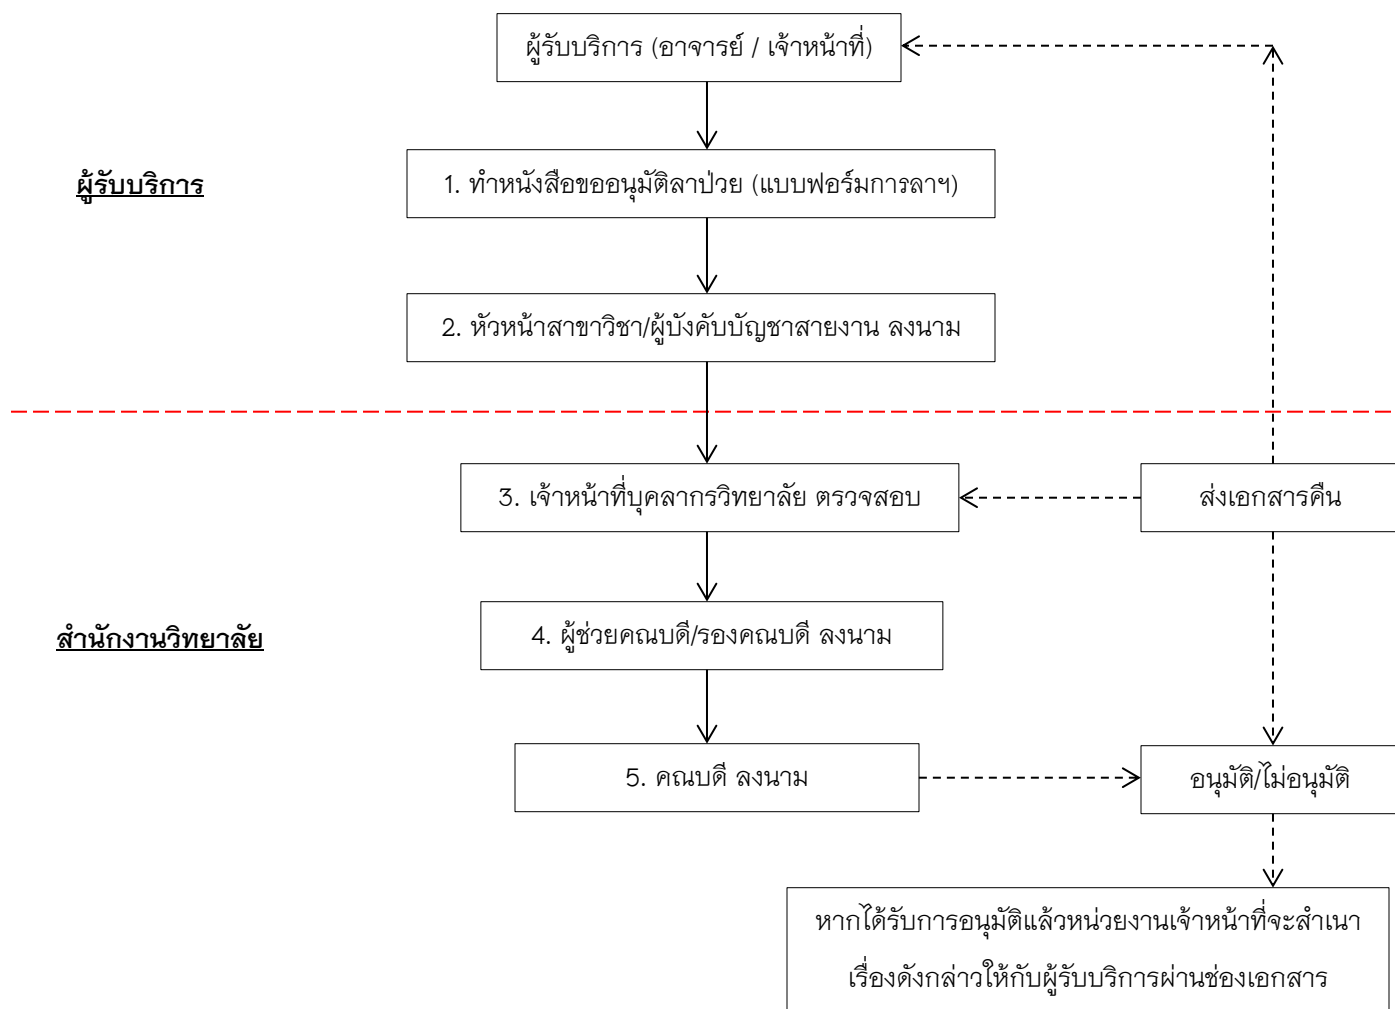 ผู้รับบริการ (อาจารย์ / เจ้าหน้าที่)
ผู้รับบริการ
1. ทำหนังสือขออนุมัติลาป่วย (แบบฟอร์มการลาฯ)
2. หัวหน้าสาขาวิชา/ผู้บังคับบัญชาสายงาน ลงนาม
3. เจ้าหน้าที่บุคลากรวิทยาลัย ตรวจสอบ
ส่งเอกสารคืน
สำนักงานวิทยาลัย
4. ผู้ช่วยคณบดี/รองคณบดี ลงนาม
5. คณบดี ลงนาม
อนุมัติ/ไม่อนุมัติ
หากได้รับการอนุมัติแล้วหน่วยงานเจ้าหน้าที่จะสำเนา
เรื่องดังกล่าวให้กับผู้รับบริการผ่านช่องเอกสาร